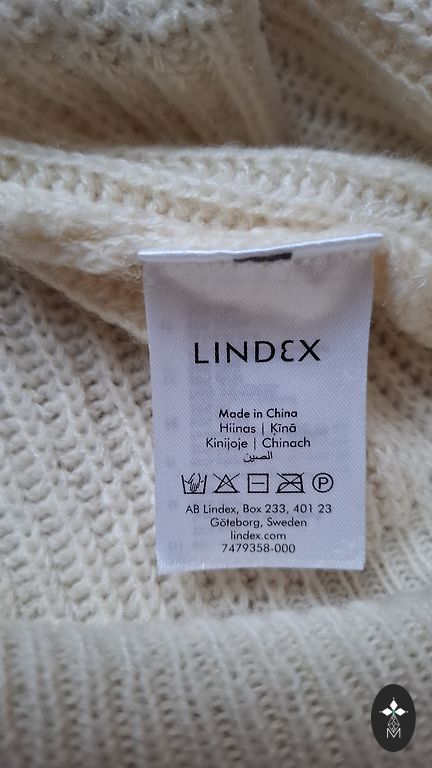 LINDEX
Made in China
Hiinas | Ķīnā
Kinijoje | Chinach
الصين
P
AB Lindex, Box 233, 401 23
Göteborg, Sweden
lindex.com
7479358-000
M